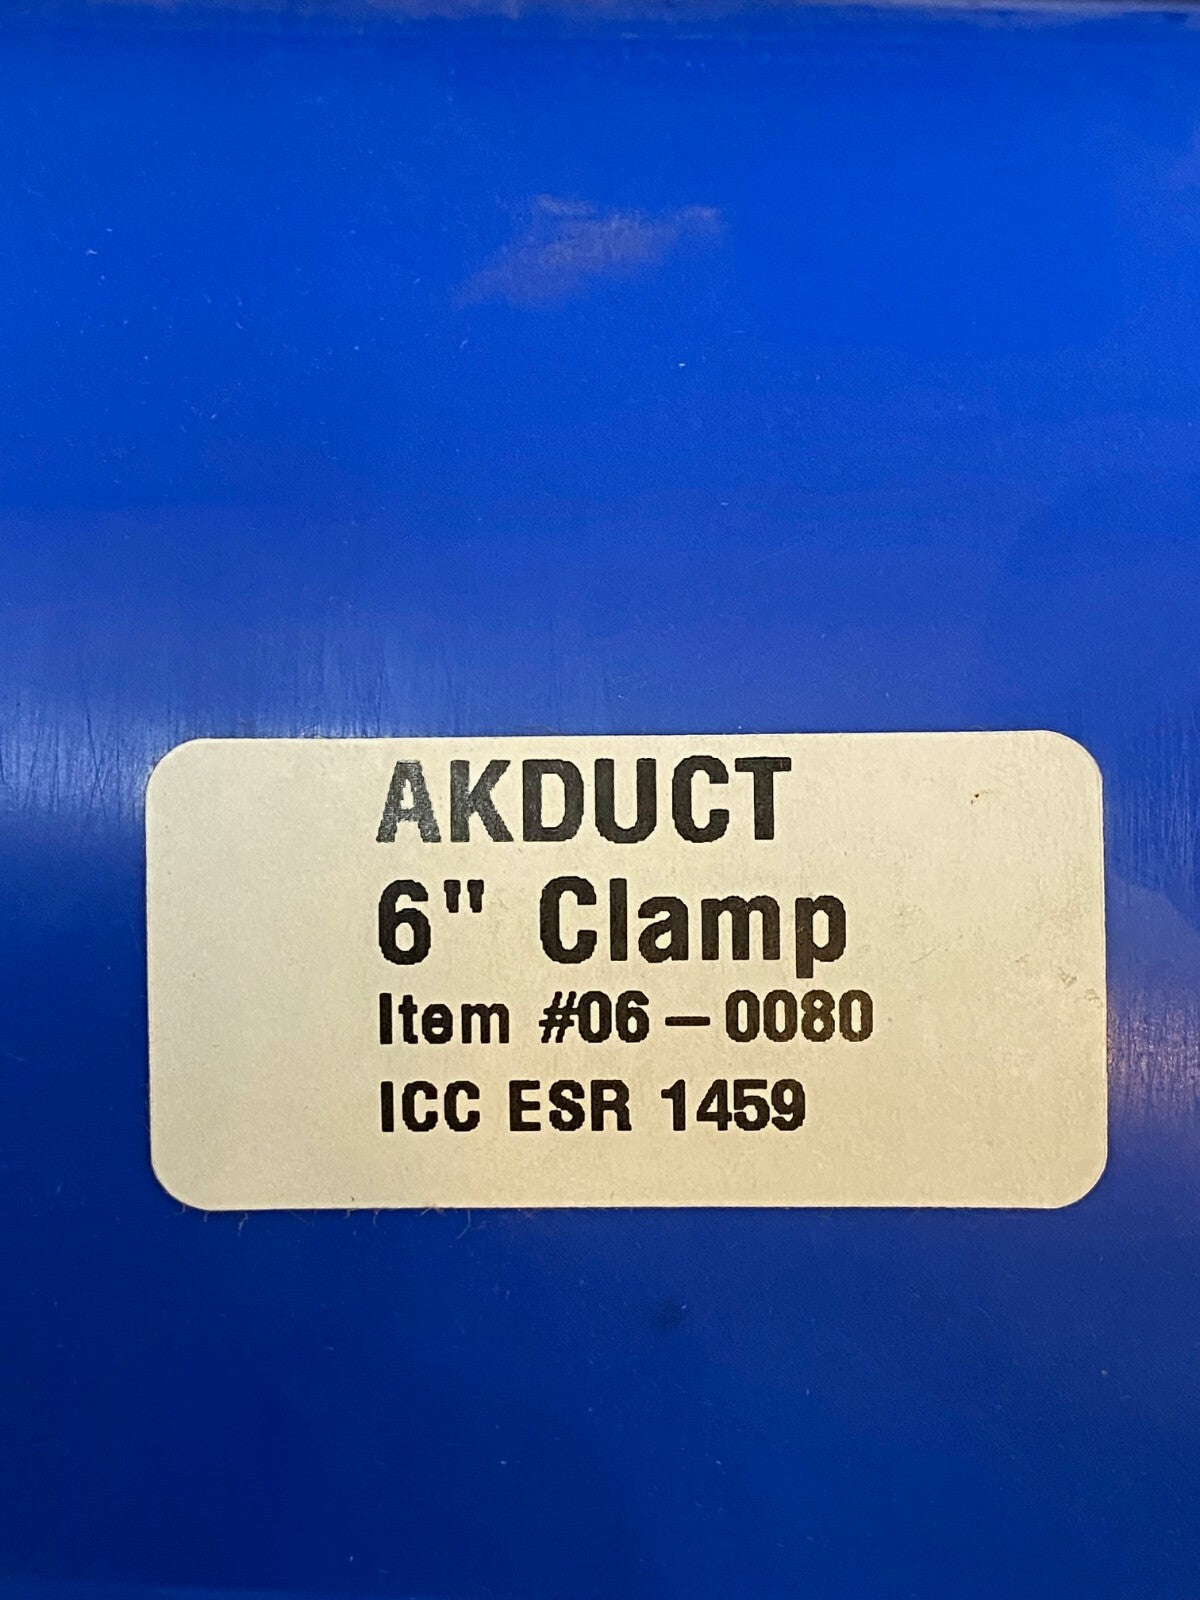 AKDUCT
6" Clamp
Item #06-0080
ICC ESR 1459